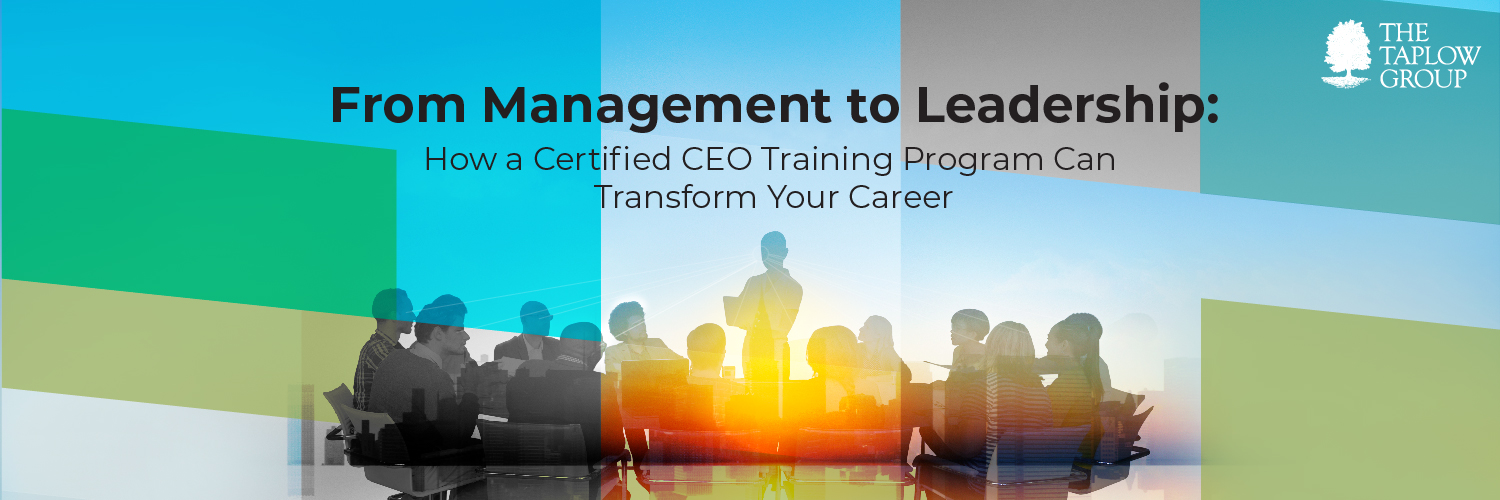 From Management to Leadership:
How a Certified CEO Training Program Can
Transform Your Career
THE
TAPLOW
GROUP